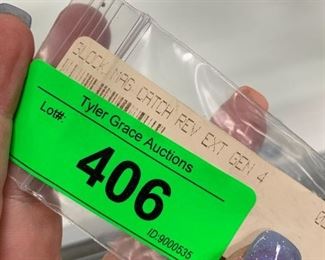 GLOCK MAG CATCH REV EXT GEN 4
Tyler Grace Auctions
Lot#:
406
ID:9000535